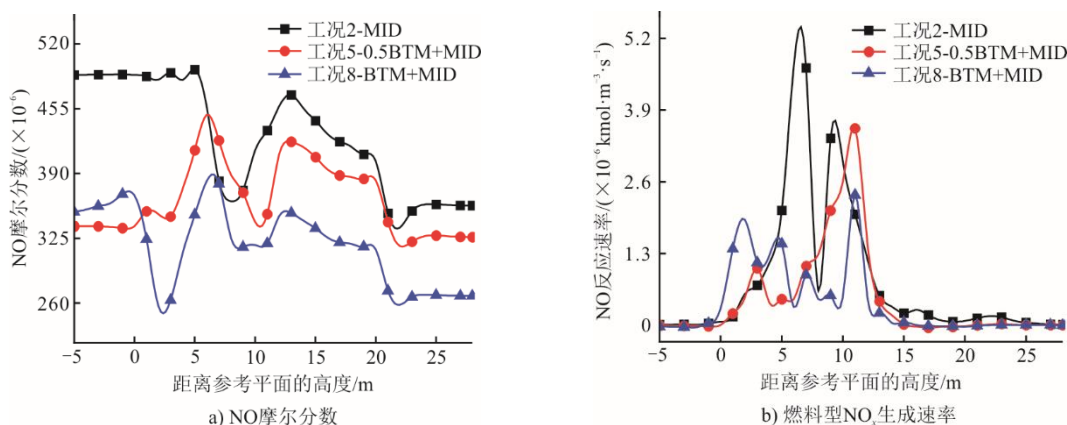 工况2-MID
工况5-0.5BTM+MID
工况8-BTM+MID
520
455
390
325
260
NO摩尔分数/(×10⁻⁶)
-5 0 5 10 15 20 25
距离参考平面的高度/m
a) NO摩尔分数
工况2-MID
工况5-0.5BTM+MID
工况8-BTM+MID
5.2
3.9
2.6
1.3
0
NO反应速率/(×10⁻⁶kmol·m⁻³·s⁻¹)
-5 0 5 10 15 20 25
距离参考平面的高度/m
b) 燃料型NOx生成速率